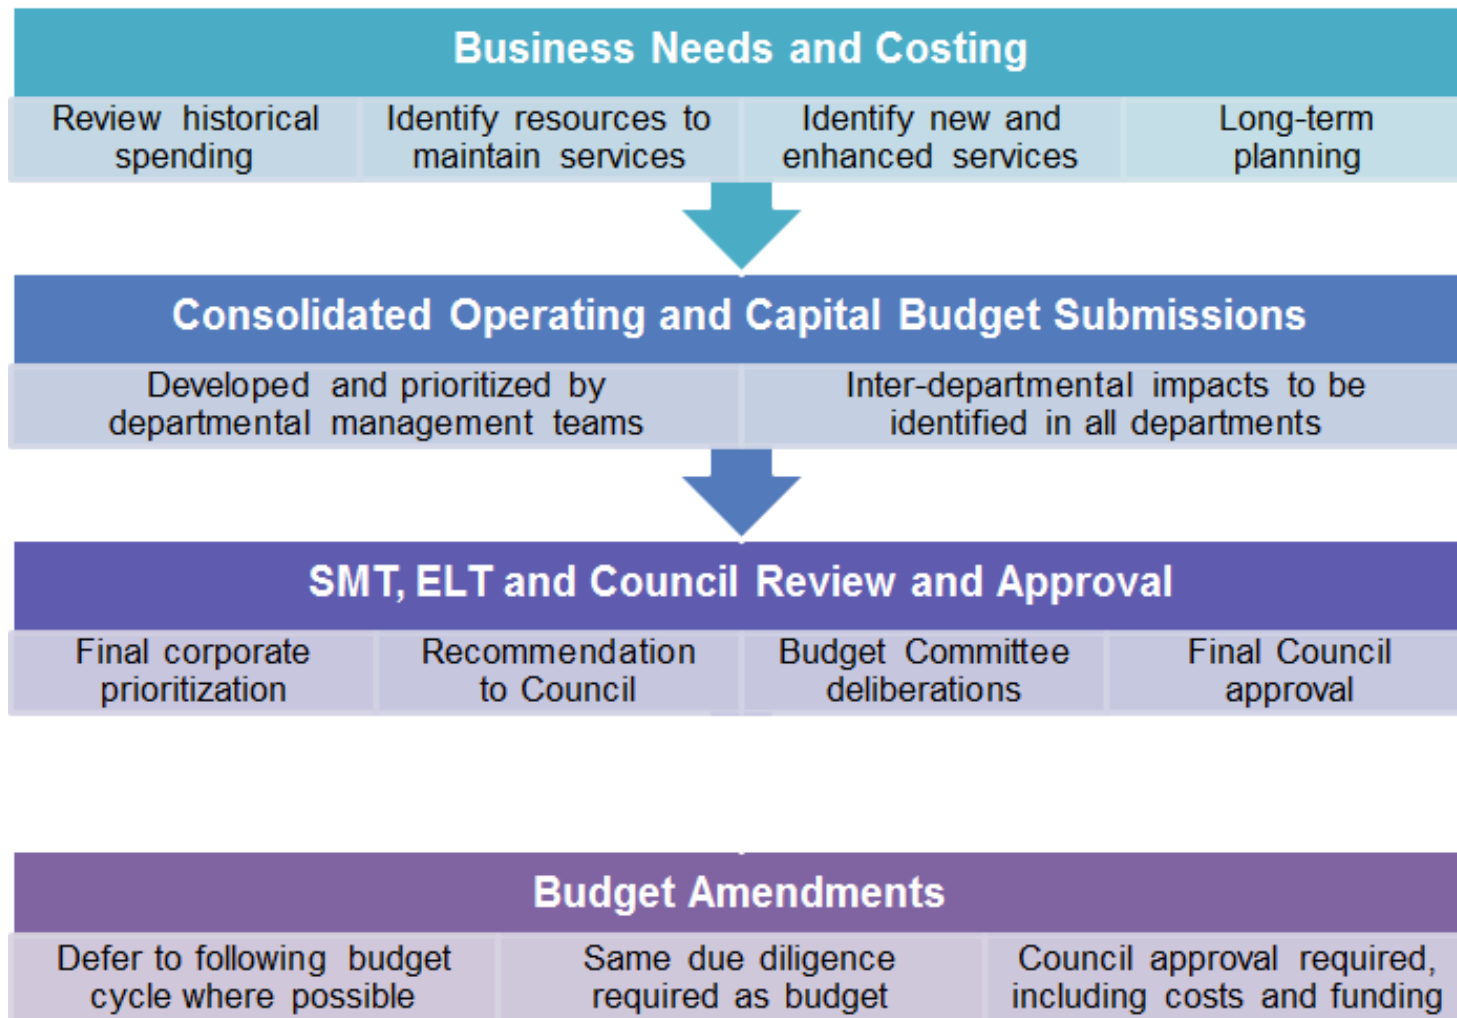 Business Needs and Costing
Review historical
spending
Identify resources to
maintain services
Identify new and
enhanced services
Long-term
planning
Consolidated Operating and Capital Budget Submissions
Developed and prioritized by
departmental management teams
Inter-departmental impacts to be
identified in all departments
SMT, ELT and Council Review and Approval
Final corporate
prioritization
Recommendation
to Council
Budget Committee
deliberations
Final Council
approval
Budget Amendments
Defer to following budget
cycle where possible
Same due diligence
required as budget
Council approval required,
including costs and funding